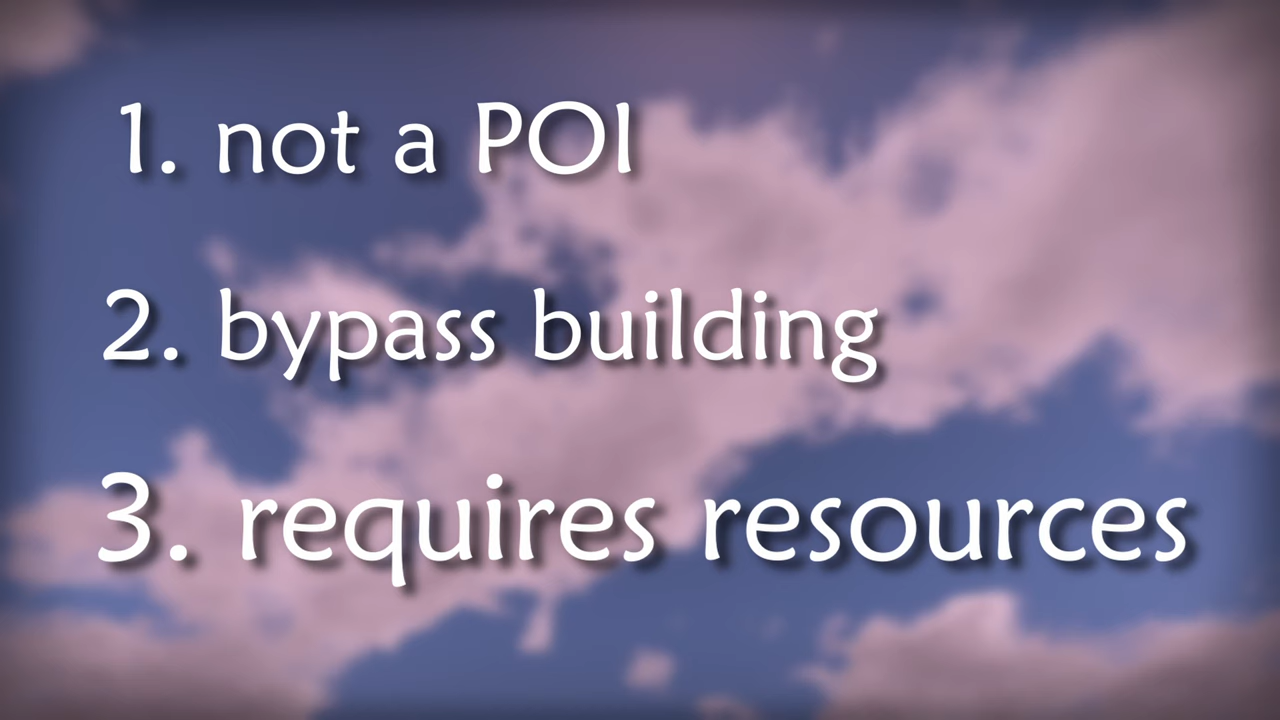 1. not a POI
2. bypass building
3. requires resources